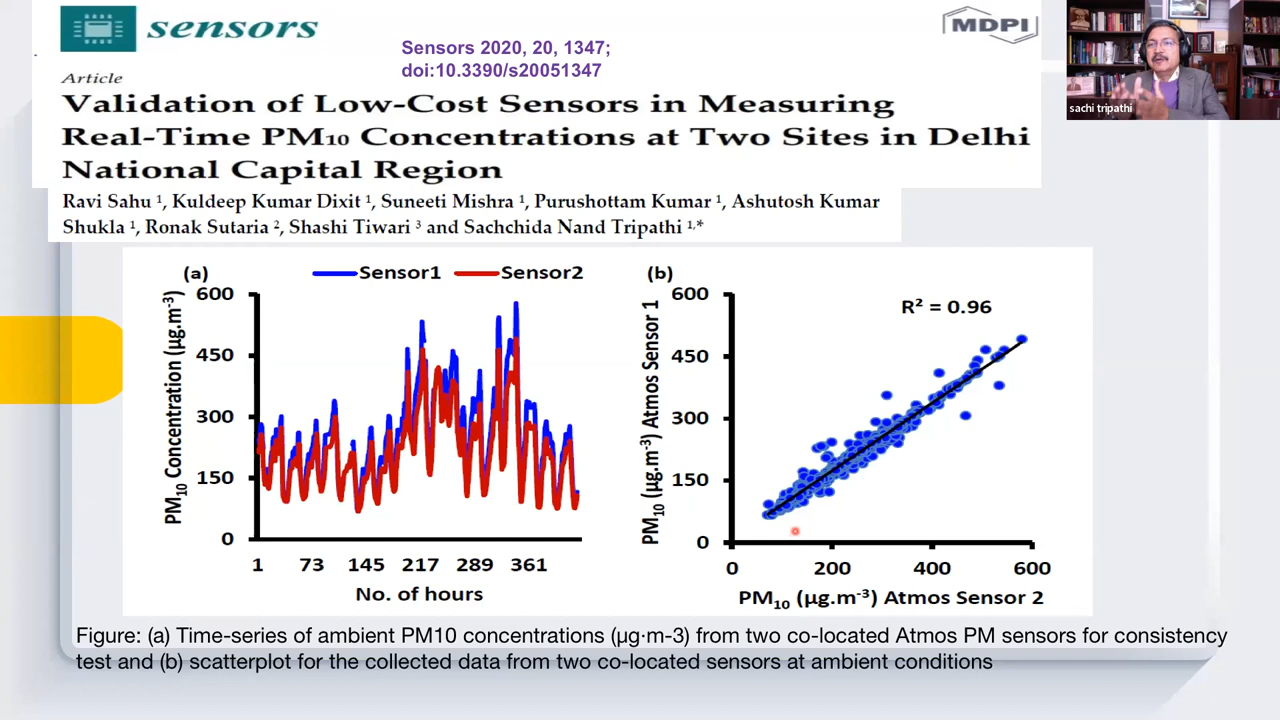 sensors
MDPI
Sensors 2020, 20, 1347;
doi:10.3390/s20051347
sachi tripathi
Article
Validation of Low-Cost Sensors in Measuring
Real-Time PM10 Concentrations at Two Sites in Delhi
National Capital Region
Ravi Sahu ¹, Kuldeep Kumar Dixit ¹, Suneeti Mishra ¹, Purushottam Kumar ¹, Ashutosh Kumar
Shukla ¹, Ronak Sutaria ², Shashi Tiwari ³ and Sachchida Nand Tripathi ¹,*
(a)
Sensor1
Sensor2
PM10 Concentration (µg.m-3)
600
450
300
150
0
1 73 145 217 289 361
No. of hours
(b)
R² = 0.96
PM10 (µg.m-3) Atmos Sensor 1
600
450
300
150
0
0 200 400 600
PM10 (µg.m-3) Atmos Sensor 2
Figure: (a) Time-series of ambient PM10 concentrations (µg·m-3) from two co-located Atmos PM sensors for consistency
test and (b) scatterplot for the collected data from two co-located sensors at ambient conditions